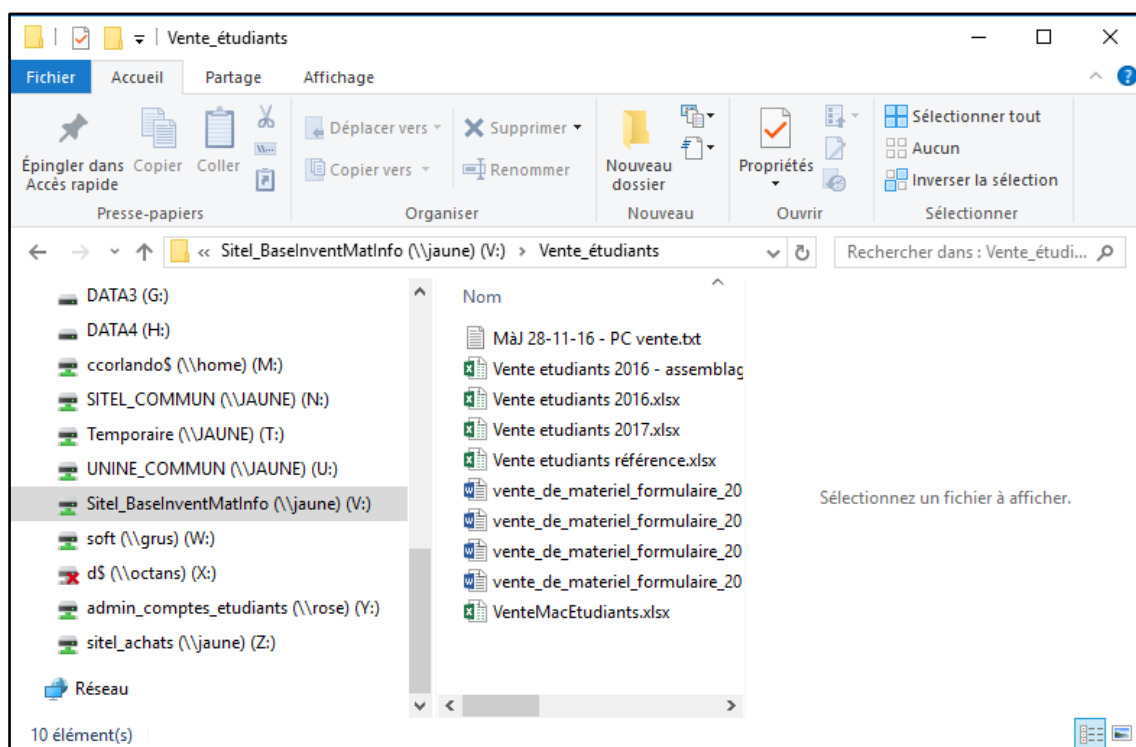 Vente_étudiants
Fichier Accueil Partage Affichage
Épingler dans Accès rapide
Copier
Coller
Déplacer vers
Copier vers
Supprimer
Renommer
Nouveau dossier
Propriétés
Sélectionner tout
Aucun
Inverser la sélection
Presse-papiers Organiser Nouveau Ouvrir Sélectionner
« Sitel_BaseInventMatInfo (\\jaune) (V:) > Vente_étudiants
Rechercher dans : Vente_étudi...
DATA3 (G:)
DATA4 (H:)
ccorlando$ (\\home) (M:)
SITEL_COMMUN (\\JAUNE) (N:)
Temporaire (\\JAUNE) (T:)
UNINE_COMMUN (\\JAUNE) (U:)
Sitel_BaseInventMatInfo (\\jaune) (V:)
soft (\\grus) (W:)
d$ (\\octans) (X:)
admin_comptes_etudiants (\\rose) (Y:)
sitel_achats (\\jaune) (Z:)
Réseau
Nom
MàJ 28-11-16 - PC vente.txt
Vente etudiants 2016 - assemblag
Vente etudiants 2016.xlsx
Vente etudiants 2017.xlsx
Vente etudiants référence.xlsx
vente_de_materiel_formulaire_20
vente_de_materiel_formulaire_20
vente_de_materiel_formulaire_20
vente_de_materiel_formulaire_20
VenteMacEtudiants.xlsx
Sélectionnez un fichier à afficher.
10 élément(s)